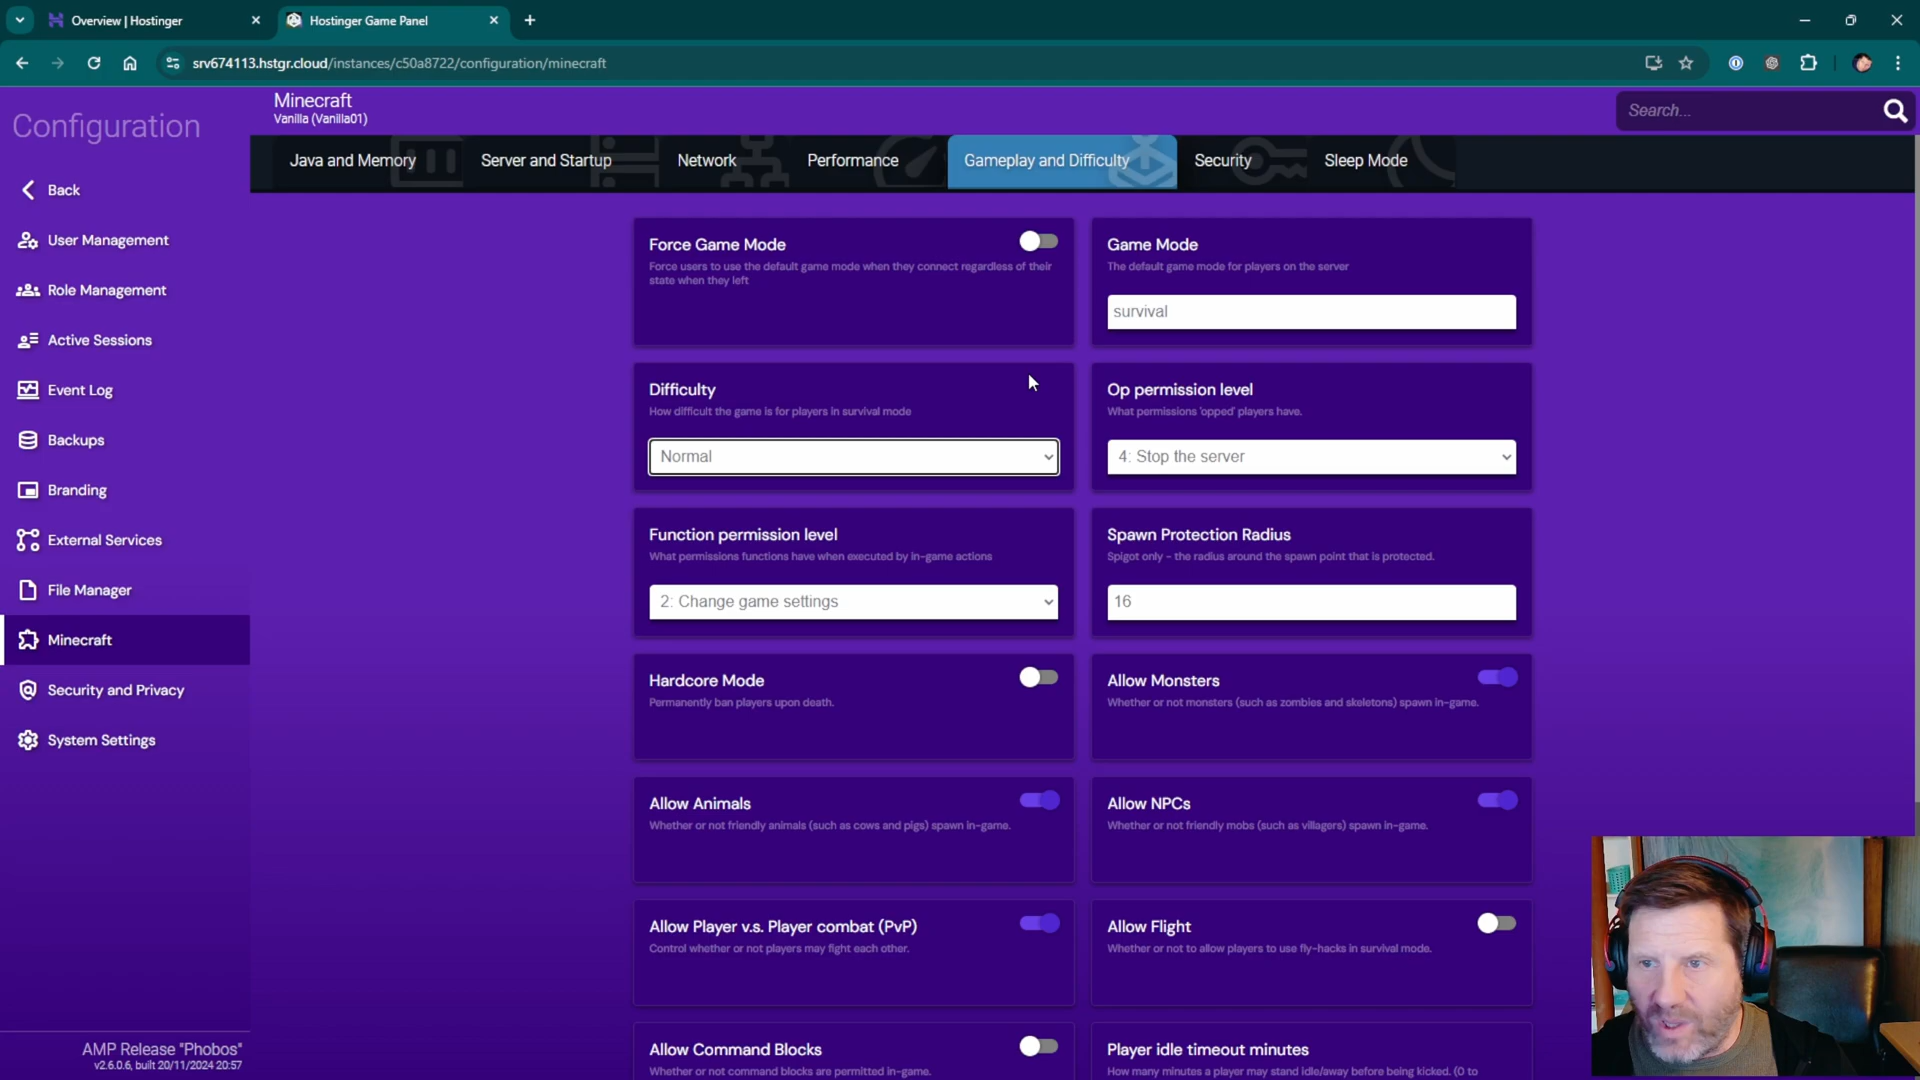 Overview | Hostinger
Hostinger Game Panel
srv674113.hstgr.cloud/instances/c50a8722/configuration/minecraft
Configuration
Minecraft
Vanilla (Vanilla01)
Search...
Java and Memory
Server and Startup
Network
Performance
Gameplay and Difficulty
Security
Sleep Mode
Back
User Management
Role Management
Active Sessions
Event Log
Backups
Branding
External Services
File Manager
Minecraft
Security and Privacy
System Settings
Force Game Mode
Force users to use the default game mode when they connect regardless of their
state when they left
Game Mode
The default game mode for players on the server
survival
Difficulty
How difficult the game is for players in survival mode
Normal
Op permission level
What permissions 'opped' players have.
4: Stop the server
Function permission level
What permissions functions have when executed by in-game actions
2: Change game settings
Spawn Protection Radius
Spigot only - the radius around the spawn point that is protected.
16
Hardcore Mode
Permanently ban players upon death.
Allow Monsters
Whether or not monsters (such as zombies and skeletons) spawn in-game.
Allow Animals
Whether or not friendly animals (such as cows and pigs) spawn in-game.
Allow NPCs
Whether or not friendly mobs (such as villagers) spawn in-game.
Allow Player v.s. Player combat (PvP)
Control whether or not players may fight each other.
Allow Flight
Whether or not to allow players to use fly-hacks in survival mode.
Allow Command Blocks
Whether or not command blocks are permitted in-game.
Player idle timeout minutes
How many minutes a player may stand idle/away before being kicked. (0 to
AMP Release "Phobos"
v2.6.0.6, built 20/11/2024 20:57